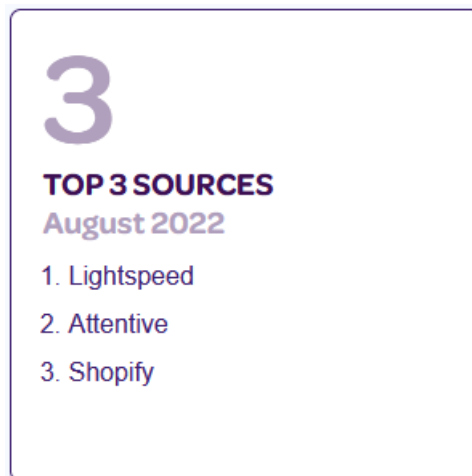 3
TOP 3 SOURCES
August 2022
1. Lightspeed
2. Attentive
3. Shopify